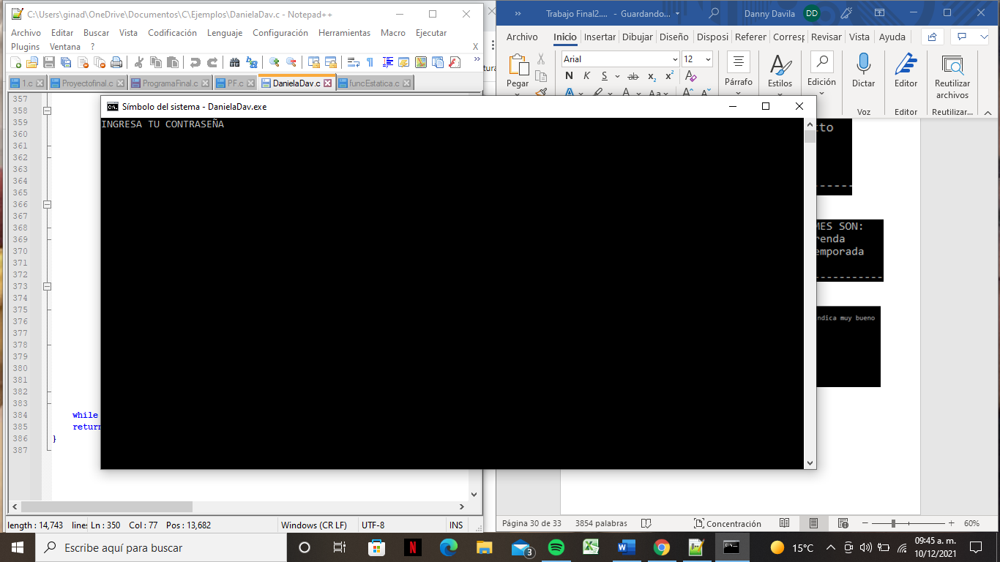 C:\Users\ginad\OneDrive\Documentos\C\Ejemplos\DanielaDav.c - Notepad++
Archivo Editar Buscar Vista Codificación Lenguaje Configuración Herramientas Macro Ejecutar
Plugins Ventana ? X
1.c Proyectofinal.c ProgramaFinal.c PF.c DanielaDav.c funcEstatica.c
357
358
359
360
361
362
363
364
365
366
367
368
369
370
371
372
373
374
375
376
377
378
379
380
381
382
383
384 while
385 return
386 }
387
length : 14,743 lines Ln : 350 Col : 77 Pos : 13,682 Windows (CR LF) UTF-8 INS
Símbolo del sistema - DanielaDav.exe
INGRESA TU CONTRASEÑA
Trabajo Final2.... - Guardando... Danny Davila DD
Archivo Inicio Insertar Dibujar Diseño Disposi Referer Corresp Revisar Vista Ayuda
Arial 12
Pegar N K S ab x₂ x² Párrafo Estilos Edición Dictar Editor Reutilizar archivos
Voz Editor Reutilizar...
MES SON:
renda
emporada
indica muy bueno
Página 30 de 33 3854 palabras Concentración 60%
Escribe aquí para buscar
3
15°C
09:45 a. m.
10/12/2021